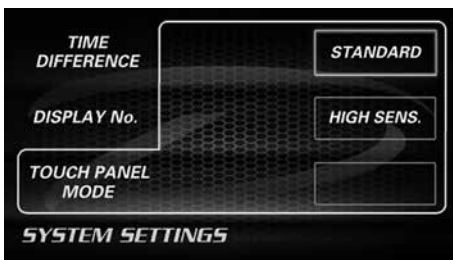 TIME
DIFFERENCE
STANDARD
DISPLAY No.
HIGH SENS.
TOUCH PANEL
MODE
SYSTEM SETTINGS